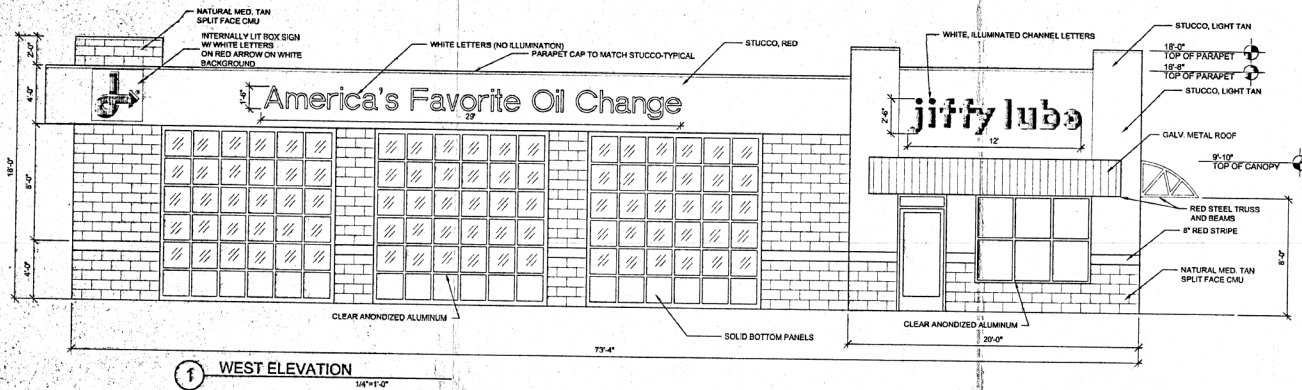 NATURAL MED. TAN
SPLIT FACE CMU
INTERNALLY LIT BOX SIGN
W/ WHITE LETTERS
ON RED ARROW ON WHITE
BACKGROUND
WHITE LETTERS (NO ILLUMINATION)
PARAPET CAP TO MATCH STUCCO-TYPICAL
STUCCO, RED
WHITE, ILLUMINATED CHANNEL LETTERS
STUCCO, LIGHT TAN
18'-0"
TOP OF PARAPET
16'-8"
TOP OF PARAPET
STUCCO, LIGHT TAN
2'-0"
4'-0"
8'-0"
4'-0"
18'-0"
J
1'-6"
America's Favorite Oil Change
29'
2'-6"
jiffy lube
12'
GALV. METAL ROOF
9'-10"
TOP OF CANOPY
RED STEEL TRUSS
AND BEAMS
8" RED STRIPE
8'-0"
NATURAL MED. TAN
SPLIT FACE CMU
CLEAR ANONDIZED ALUMINUM
SOLID BOTTOM PANELS
CLEAR ANONDIZED ALUMINUM
20'-0"
73'-4"
1 WEST ELEVATION
1/4"=1'-0"